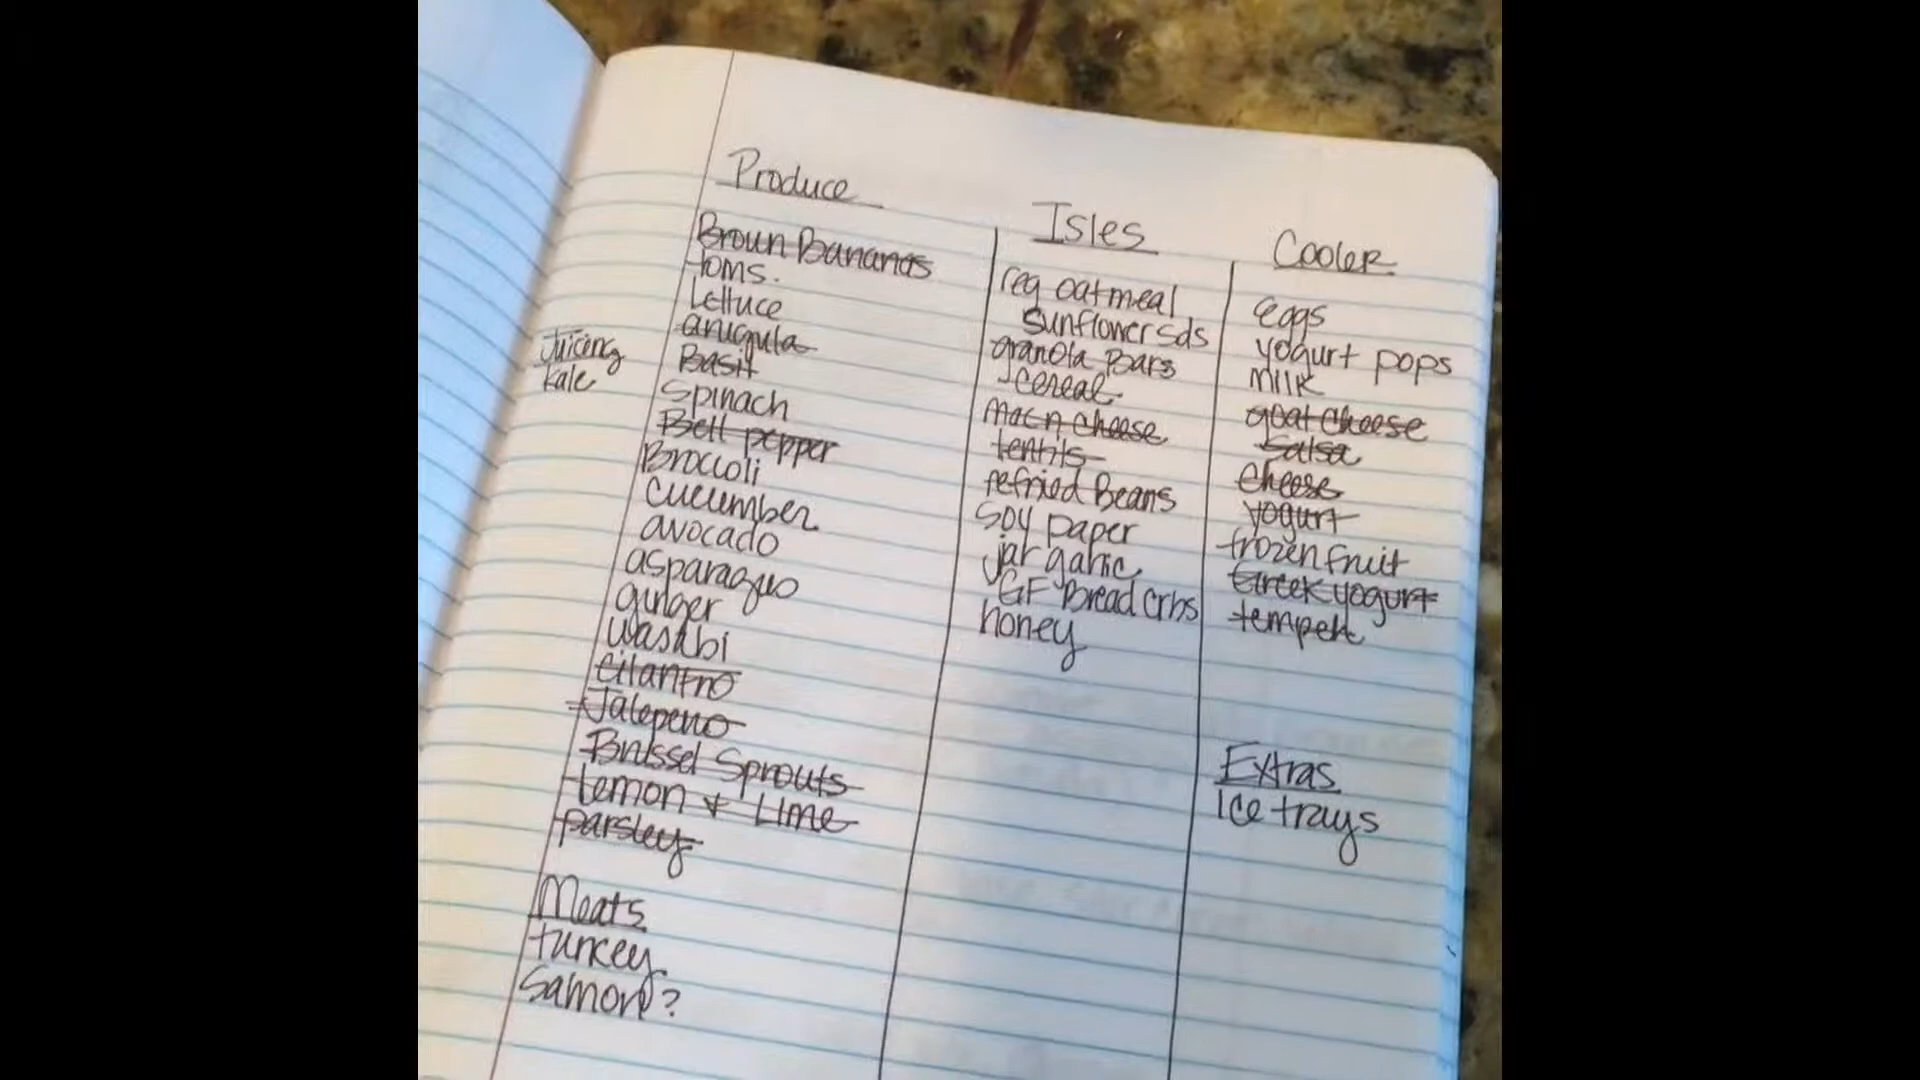 Produce
Brown Bananas
toms.
Lettuce
arugula
Basil
Spinach
Bell pepper
Broccoli
cucumber
avocado
asparagus
ginger
wasabi
cilantro
Jalepeno
Brussel Sprouts
lemon & Lime
parsley
Juicing
kale
Meats
turkey
Samon?
Isles
reg oatmeal
sunflower sds
granola Bars
cereal
mac n cheese
lentils
refried Beans
Soy paper
jar garlic
GF Bread crbs
honey
Cooler
eggs
yogurt pops
milk
goat cheese
Salsa
cheese
yogurt
frozen fruit
Greek yogurt
tempeh
Extras
Ice trays